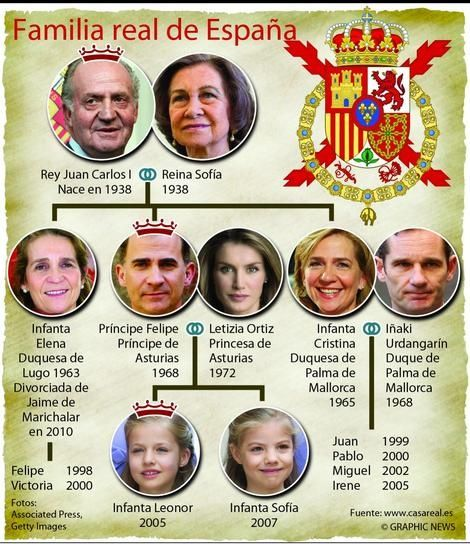 Familia real de España
Rey Juan Carlos I
Nace en 1938
Reina Sofía
1938
Infanta
Elena
Duquesa de
Lugo 1963
Divorciada de
Jaime de
Marichalar
en 2010
Felipe 1998
Victoria 2000
Príncipe Felipe
Príncipe de
Asturias
1968
Letizia Ortiz
Princesa de
Asturias
1972
Infanta Leonor
2005
Infanta Sofía
2007
Infanta
Cristina
Duquesa de
Palma de
Mallorca
1965
Iñaki
Urdangarín
Duque de
Palma de
Mallorca
1968
Juan 1999
Pablo 2000
Miguel 2002
Irene 2005
Fotos:
Associated Press,
Getty Images
Fuente: www.casareal.es
© GRAPHIC NEWS